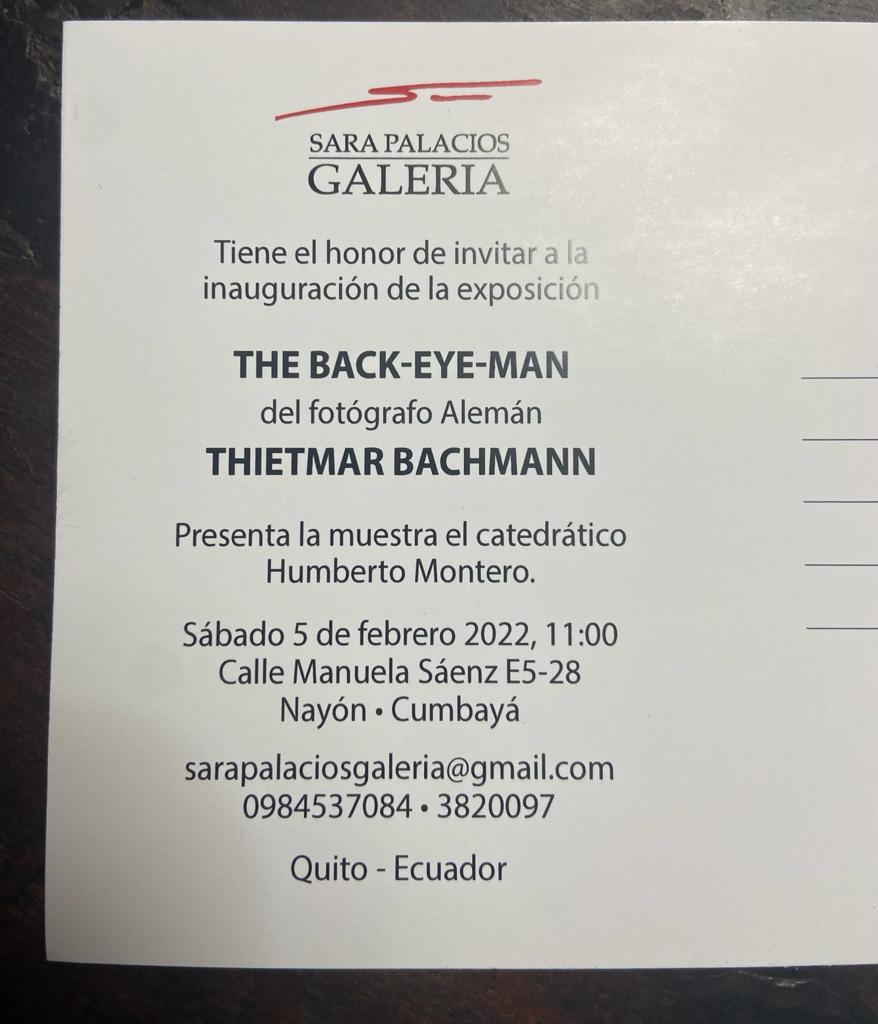 SARA PALACIOS
GALERIA
Tiene el honor de invitar a la
inauguración de la exposición
THE BACK-EYE-MAN
del fotógrafo Alemán
THIETMAR BACHMANN
Presenta la muestra el catedrático
Humberto Montero.
Sábado 5 de febrero 2022, 11:00
Calle Manuela Sáenz E5-28
Nayón • Cumbayá
sarapalaciosgaleria@gmail.com
0984537084 • 3820097
Quito - Ecuador